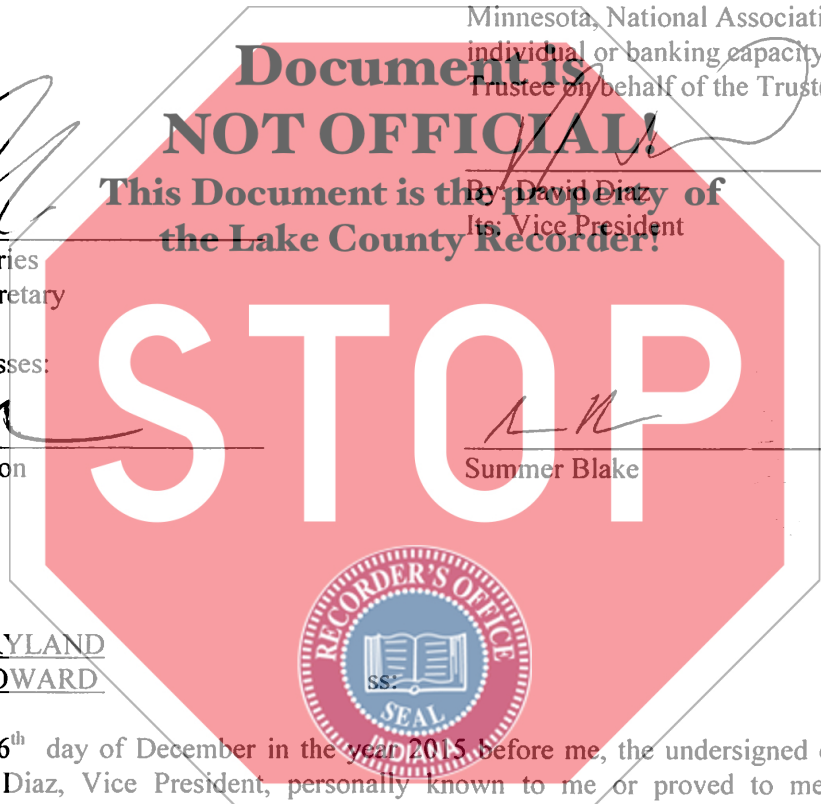 Minnesota, National Associati
individual or banking capacity
Trustee on behalf of the Truste
Document is
NOT OFFICIAL!
This Document is the property of
the Lake County Recorder!
By: David Diaz
Its: Vice President
ries
retary
sses:
STOP
on
Summer Blake
RECORDER'S OFFICE
SEAL
YLAND
OWARD
ss:
6th day of December in the year 2015 before me, the undersigned
Diaz, Vice President, personally known to me or proved to me